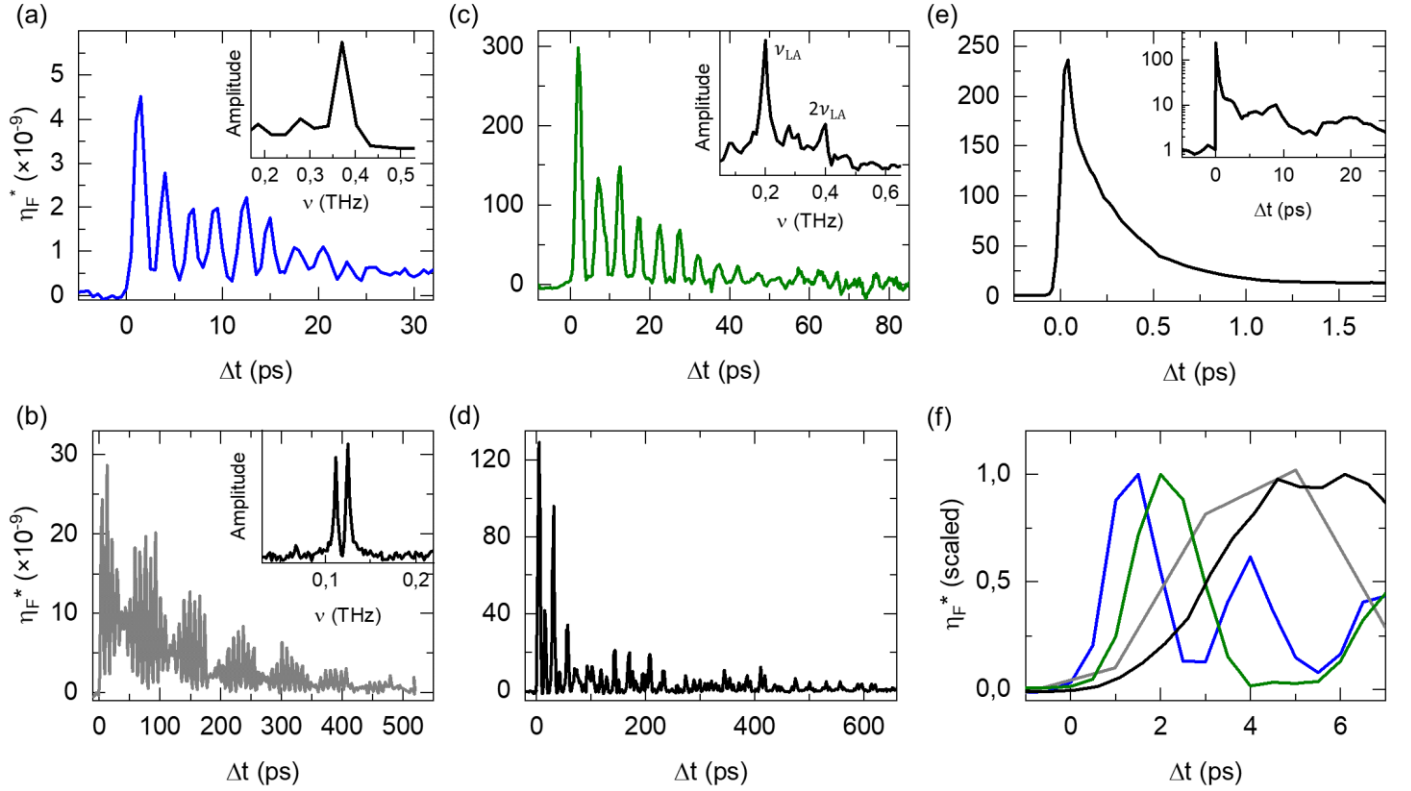 (a)
(c)
(e)
5
4
3
2
1
0
η_F* (×10⁻⁹)
0
10
20
30
Δt (ps)
Amplitude
0,2
0,3
0,4
0,5
ν (THz)
300
200
100
0
0
20
40
60
80
Δt (ps)
Amplitude
ν_LA
2ν_LA
0,2
0,4
0,6
ν (THz)
250
200
150
100
50
0
0.0
0.5
1.0
1.5
Δt (ps)
100
10
1
0
10
20
Δt (ps)
(b)
(d)
(f)
30
20
10
0
η_F* (×10⁻⁹)
0
100
200
300
400
500
Δt (ps)
Amplitude
0,1
0,2
ν (THz)
120
80
40
0
0
200
400
600
Δt (ps)
1,0
0,5
0,0
η_F* (scaled)
0
2
4
6
Δt (ps)